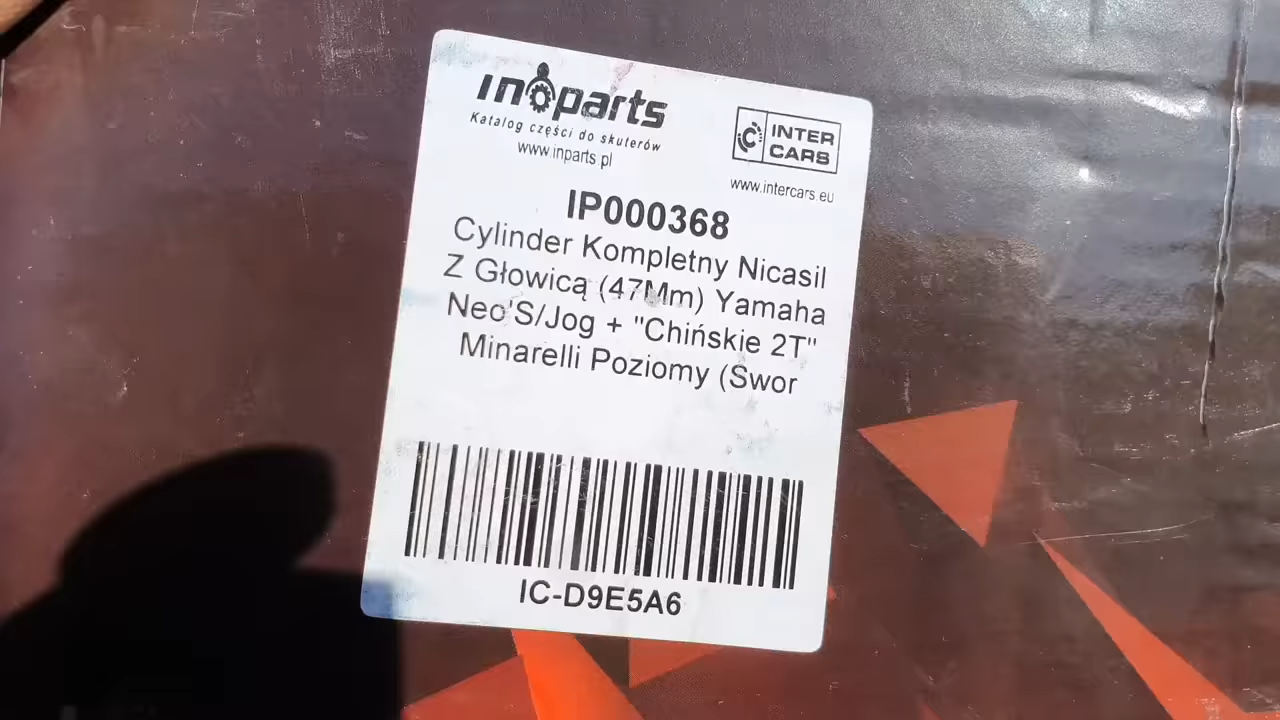 inparts
Katalog części do skuterów
www.inparts.pl
INTER
CARS
www.intercars.eu
IP000368
Cylinder Kompletny Nicasil
Z Głowicą (47Mm) Yamaha
Neo'S/Jog + "Chińskie 2T"
Minarelli Poziomy (Swor
IC-D9E5A6